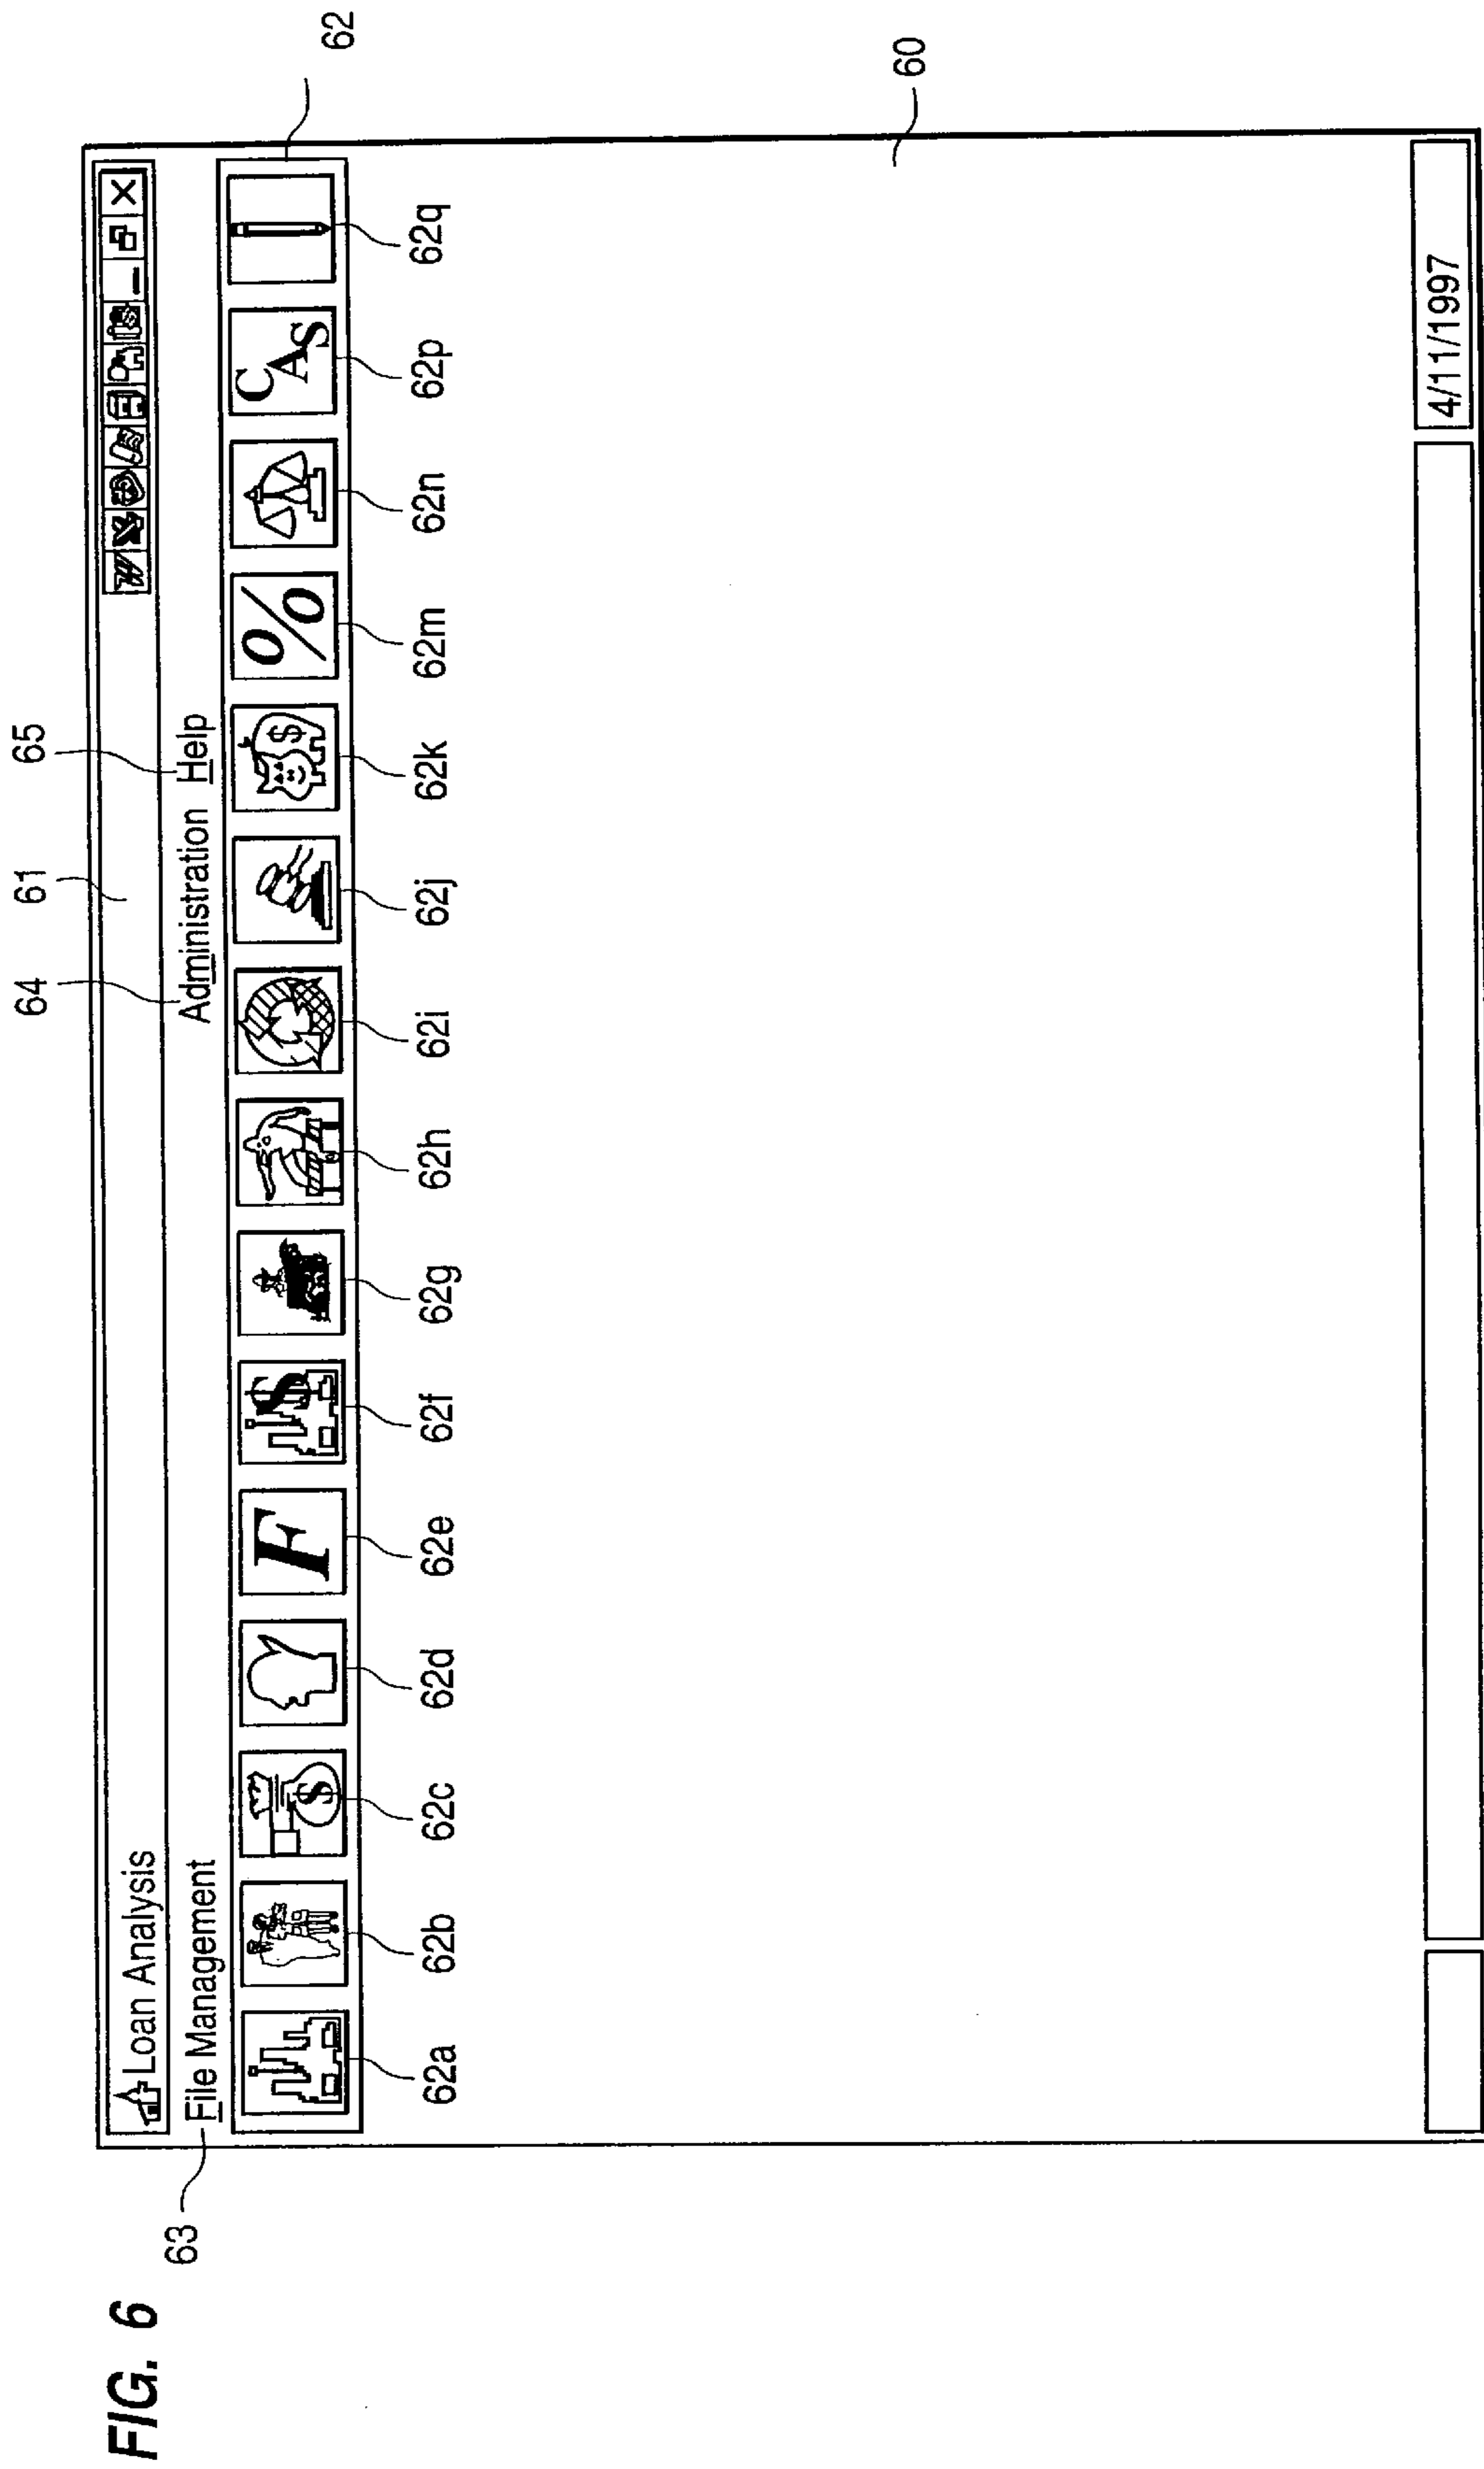 FIG. 6
64 61 65
Loan Analysis
63 File Management Administration Help
62
F $ $ $ % CAS
62a 62b 62c 62d 62e 62f 62g 62h 62i 62j 62k 62m 62n 62p 62q
60
4/11/1997